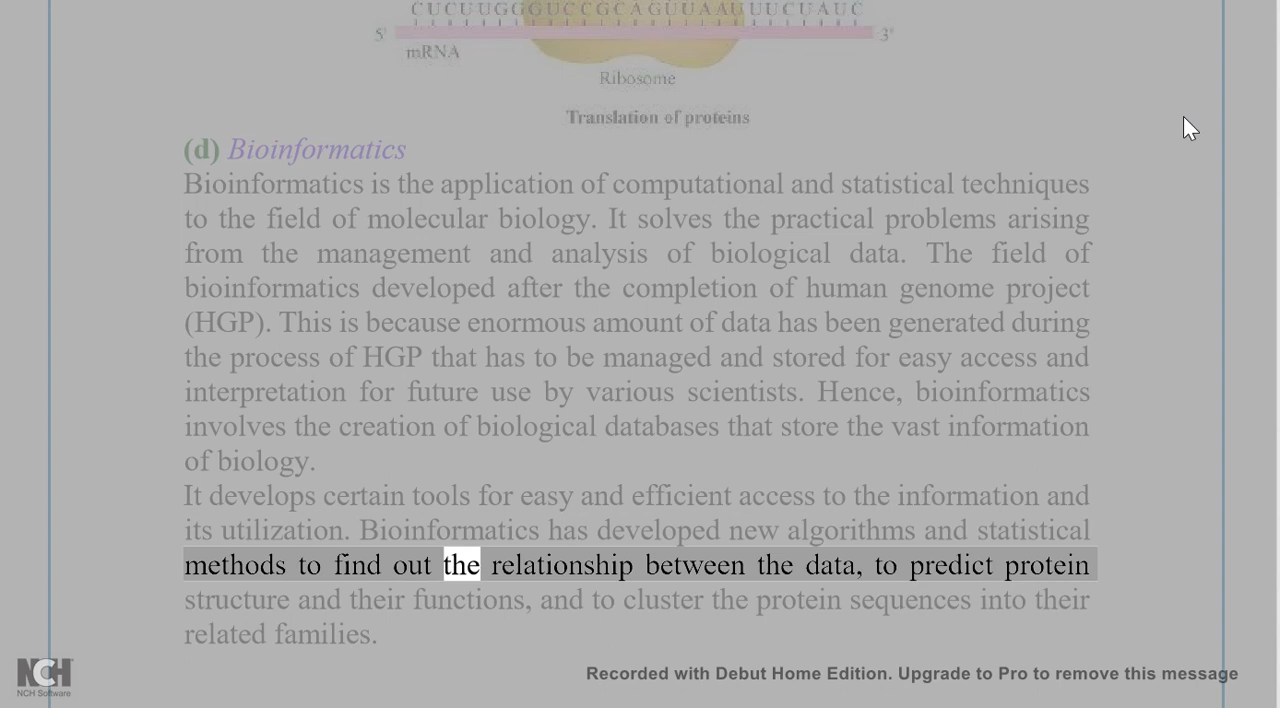 CUCUUGGGUCCGCAGUUAAUUUCUAUC
5' 3'
mRNA
Ribosome
Translation of proteins
(d) Bioinformatics
Bioinformatics is the application of computational and statistical techniques
to the field of molecular biology. It solves the practical problems arising
from the management and analysis of biological data. The field of
bioinformatics developed after the completion of human genome project
(HGP). This is because enormous amount of data has been generated during
the process of HGP that has to be managed and stored for easy access and
interpretation for future use by various scientists. Hence, bioinformatics
involves the creation of biological databases that store the vast information
of biology.
It develops certain tools for easy and efficient access to the information and
its utilization. Bioinformatics has developed new algorithms and statistical
methods to find out the relationship between the data, to predict protein
structure and their functions, and to cluster the protein sequences into their
related families.
NCH
NCH Software
Recorded with Debut Home Edition. Upgrade to Pro to remove this message